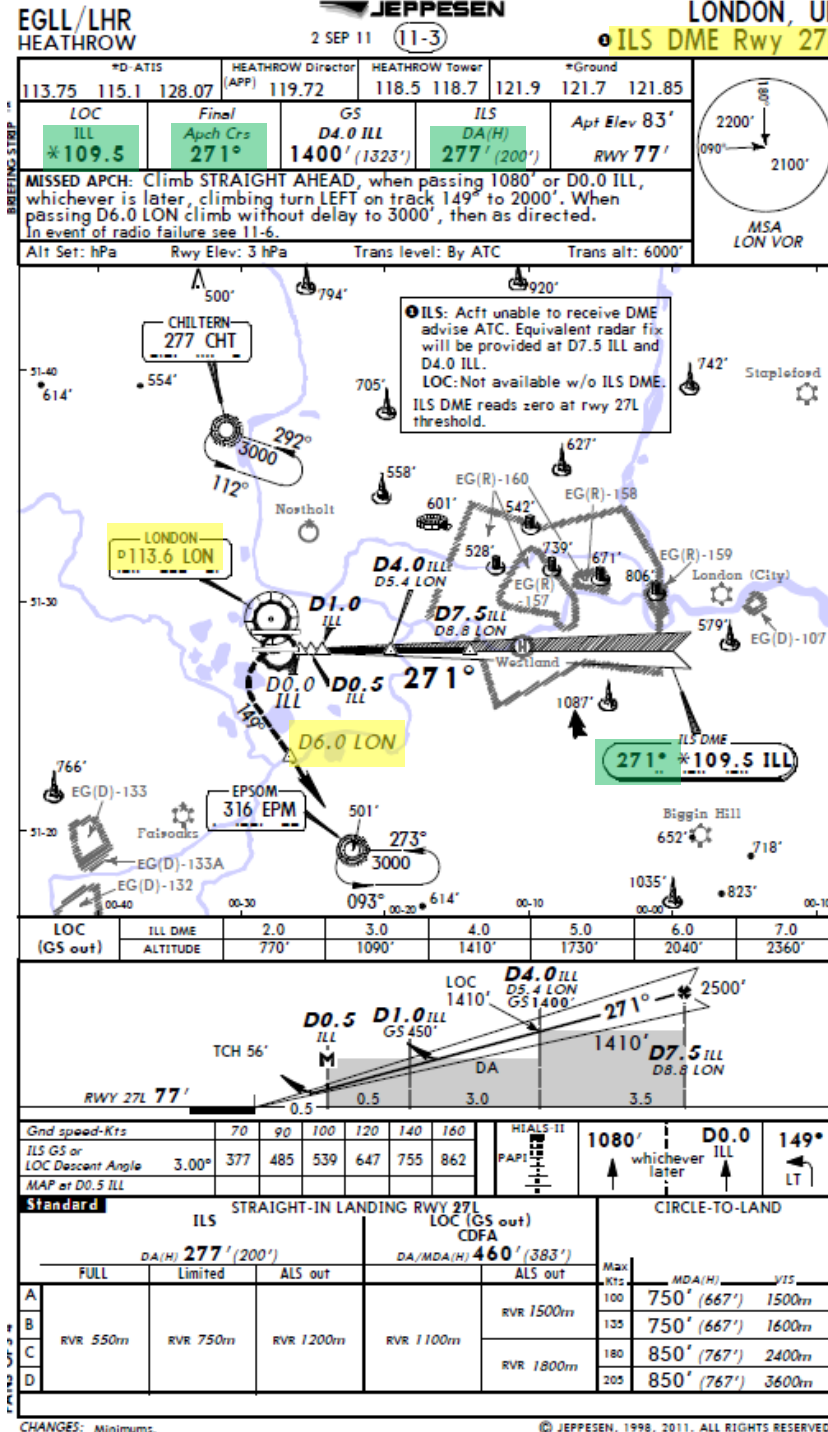 EGLL/LHR
HEATHROW
JEPPESEN
2 SEP 11
11-3
LONDON, U
ILS DME Rwy 27
*D-ATIS
113.75 115.1 128.07
HEATHROW Director (APP)
119.72
HEATHROW Tower
118.5 118.7
*Ground
121.9 121.7 121.85
LOC
ILL
*109.5
Final
Apch Crs
271°
GS
D4.0 ILL
1400' (1323')
ILS
DA(H)
277' (200')
Apt Elev 83'
RWY 77'
BRIEFING STRIP
MISSED APCH: Climb STRAIGHT AHEAD, when passing 1080' or D0.0 ILL,
whichever is later, climbing turn LEFT on track 149° to 2000'. When
passing D6.0 LON climb without delay to 3000', then as directed.
In event of radio failure see 11-6.
Alt Set: hPa Rwy Elev: 3 hPa Trans level: By ATC Trans alt: 6000'
180°
2200'
090°
2100'
MSA
LON VOR
500'
794'
920'
CHILTERN
277 CHT
❶ ILS: Acft unable to receive DME
advise ATC. Equivalent radar fix
will be provided at D7.5 ILL and
D4.0 ILL.
LOC: Not available w/o ILS DME.
ILS DME reads zero at rwy 27L
threshold.
742'
Stapleford
51-40
614'
554'
705'
292°
3000
112°
627'
558'
Northolt
EG(R)-160
EG(R)-158
601'
542'
LONDON
D 113.6 LON
D4.0 ILL
D5.4 LON
528'
739'
671'
EG(R)-159
806'
London (City)
EG(R)
-157
51-30
D1.0
ILL
D7.5 ILL
D8.8 LON
579'
EG(D)-107
Westland
D0.0
ILL
D0.5
ILL
271°
1087'
149°
D6.0 LON
ILS DME
271° *109.5 ILL
766'
EG(D)-133
EPSOM
316 EPM
501'
Biggin Hill
652'
718'
51-20
Fairoaks
273°
3000
EG(D)-133A
EG(D)-132
1035'
823'
093°
614'
00-40 00-30 00-20 00-10 00-00 00-10
LOC
(GS out)
ILL DME 2.0 3.0 4.0 5.0 6.0 7.0
ALTITUDE 770' 1090' 1410' 1730' 2040' 2360'
D4.0 ILL
D5.4 LON
GS 1400'
LOC
1410'
271°
2500'
D0.5
ILL
D1.0 ILL
GS 450'
TCH 56'
M
1410'
D7.5 ILL
D8.8 LON
DA
RWY 27L 77'
0.5 0.5 3.0 3.5
Gnd speed-Kts 70 90 100 120 140 160
ILS GS or
LOC Descent Angle 3.00° 377 485 539 647 755 862
MAP at D0.5 ILL
HIALS-II
PAPI
1080'
whichever
later
D0.0
ILL
149°
LT
Standard
STRAIGHT-IN LANDING RWY 27L
CIRCLE-TO-LAND
ILS
LOC (GS out)
CDFA
DA(H) 277' (200')
DA/MDA(H) 460' (383')
FULL Limited ALS out ALS out
Max
Kts MDA(H) VIS
A
B
C
D
RVR 550m
RVR 750m
RVR 1200m
RVR 1100m
RVR 1500m
RVR 1800m
100 750' (667') 1500m
135 750' (667') 1600m
180 850' (767') 2400m
205 850' (767') 3600m
PANS OPS 4
CHANGES: Minimums.
© JEPPESEN, 1998, 2011. ALL RIGHTS RESERVED